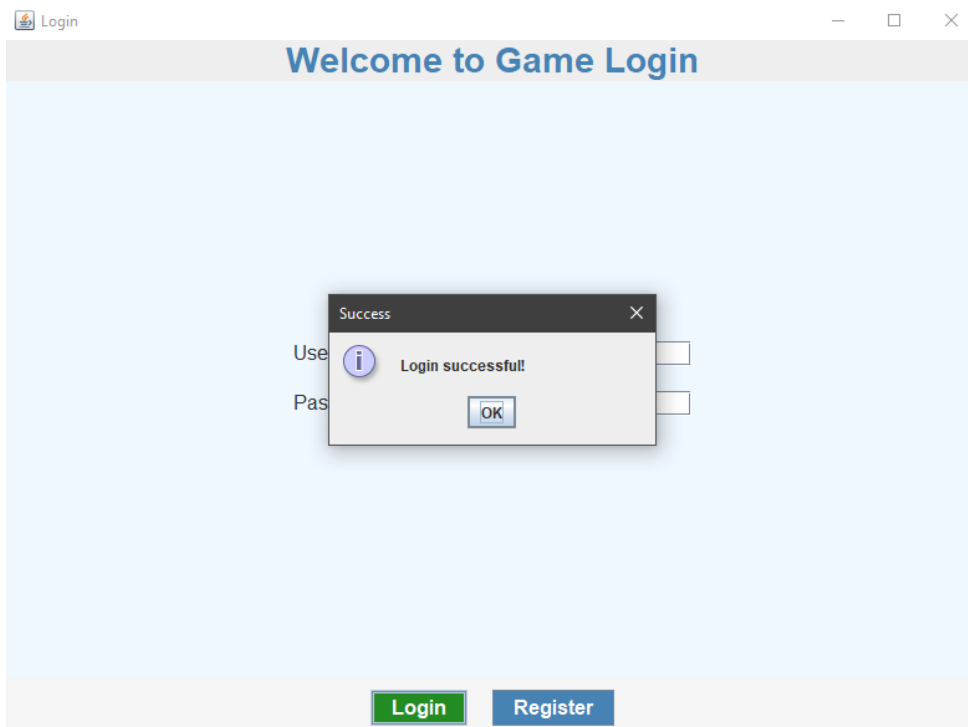 Login
Welcome to Game Login
Success
Use
Login successful!
Pas
OK
Login
Register